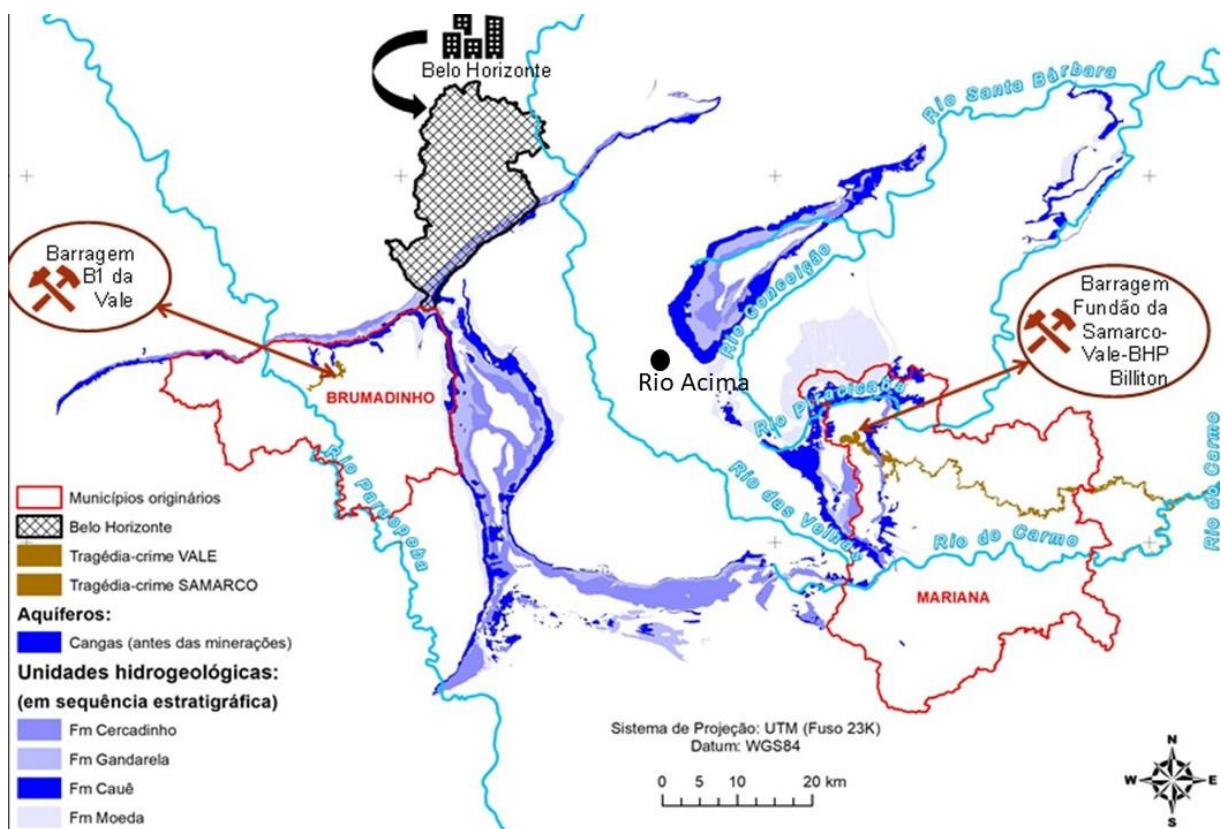 Belo Horizonte
Rio Santa Bárbara
Barragem
B1 da
Vale
Rio Conceição
Barragem
Fundão da
Samarco-
Vale-BHP
Billiton
Rio Acima
Rio Piracicaba
BRUMADINHO
Rio Paraopeba
Rio das Velhas
Rio do Carmo
Rio do Carmo
MARIANA
Municípios originários
Belo Horizonte
Tragédia-crime VALE
Tragédia-crime SAMARCO
Aquíferos:
Cangas (antes das minerações)
Unidades hidrogeológicas:
(em sequência estratigráfica)
Fm Cercadinho
Fm Gandarela
Fm Cauê
Fm Moeda
Sistema de Projeção: UTM (Fuso 23K)
Datum: WGS84
0 5 10 20 km
N
W E
S